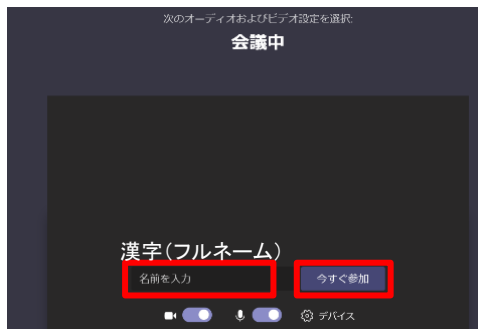 次のオーディオおよびビデオ設定を選択:
会議中
漢字(フルネーム)
名前を入力
今すぐ参加
デバイス